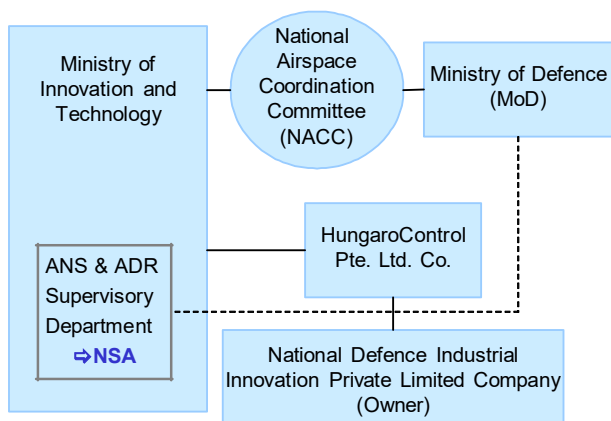 Ministry of
Innovation and
Technology
National
Airspace
Coordination
Committee
(NACC)
Ministry of Defence
(MoD)
HungaroControl
Pte. Ltd. Co.
ANS & ADR
Supervisory
Department
⇨NSA
National Defence Industrial
Innovation Private Limited Company
(Owner)